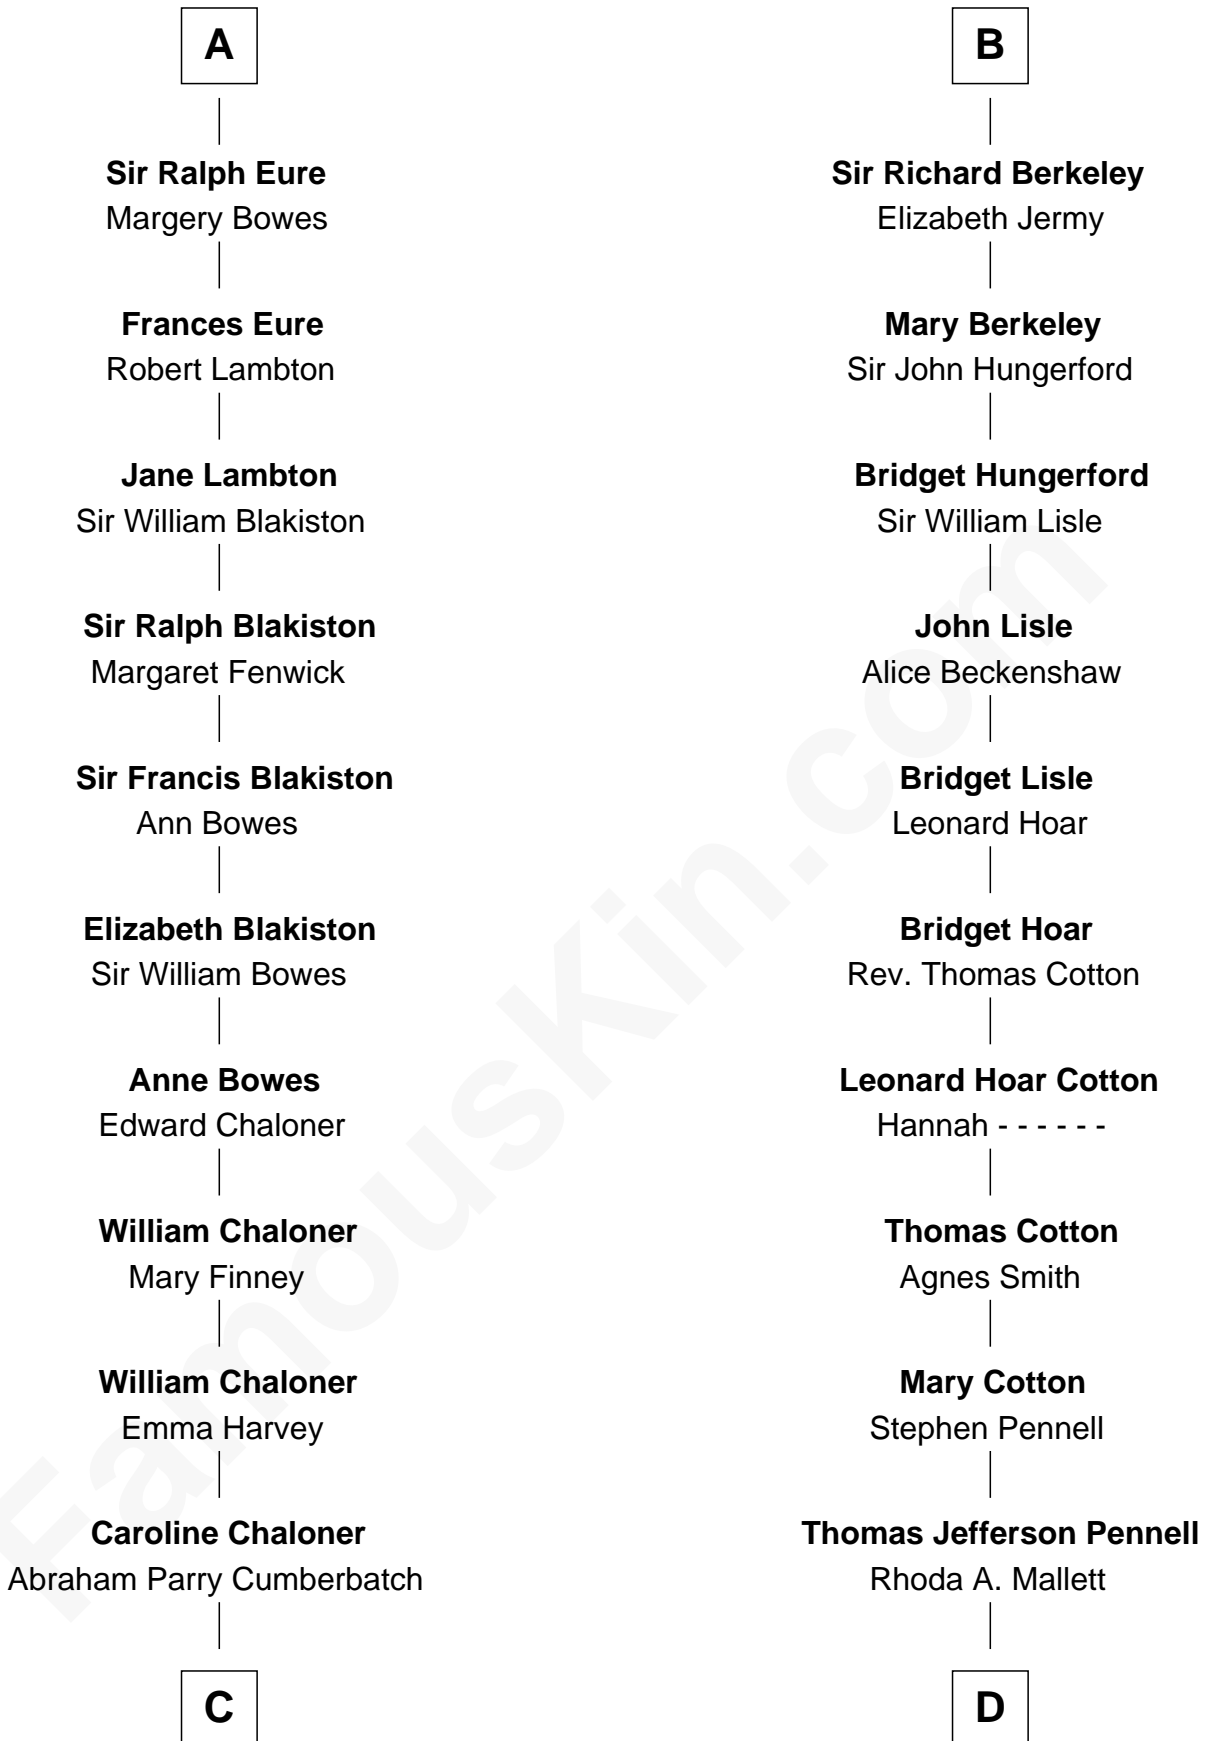 A
Sir Ralph Eure
Margery Bowes
Frances Eure
Robert Lambton
Jane Lambton
Sir William Blakiston
Sir Ralph Blakiston
Margaret Fenwick
Sir Francis Blakiston
Ann Bowes
Elizabeth Blakiston
Sir William Bowes
Anne Bowes
Edward Chaloner
William Chaloner
Mary Finney
William Chaloner
Emma Harvey
Caroline Chaloner
Abraham Parry Cumberbatch
C
B
Sir Richard Berkeley
Elizabeth Jermy
Mary Berkeley
Sir John Hungerford
Bridget Hungerford
Sir William Lisle
John Lisle
Alice Beckenshaw
Bridget Lisle
Leonard Hoar
Bridget Hoar
Rev. Thomas Cotton
Leonard Hoar Cotton
Hannah - - - - - -
Thomas Cotton
Agnes Smith
Mary Cotton
Stephen Pennell
Thomas Jefferson Pennell
Rhoda A. Mallett
D
FamousKin.com